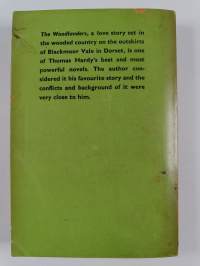 The Woodlanders, a love story set in
the wooded country on the outskirts
of Blackmoor Vale in Dorset, is one
of Thomas Hardy's best and most
powerful novels. The author con-
sidered it his favourite story and the
conflicts and background of it were
very close to him.